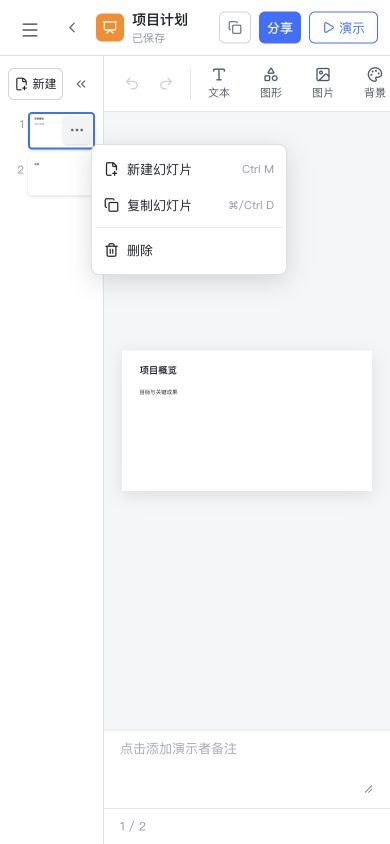 项目计划
已保存
分享
演示
新建
文本
图形
图片
背景
1
2
新建幻灯片 Ctrl M
复制幻灯片 ⌘/Ctrl D
删除
项目概览
目标与关键成果
点击添加演示者备注
1 / 2